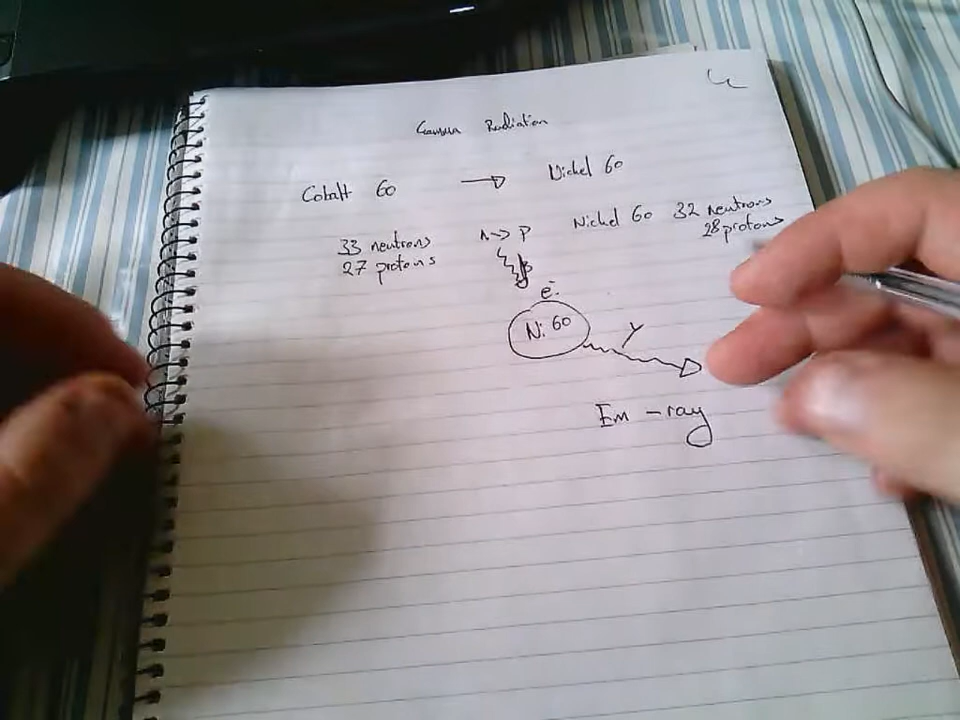 Gamma Radiation
Cobalt 60 → Nickel 60
33 neutrons
27 protons
n → p
e-
Nickel 60 32 neutrons
28 protons
Ni 60
γ
Em - ray